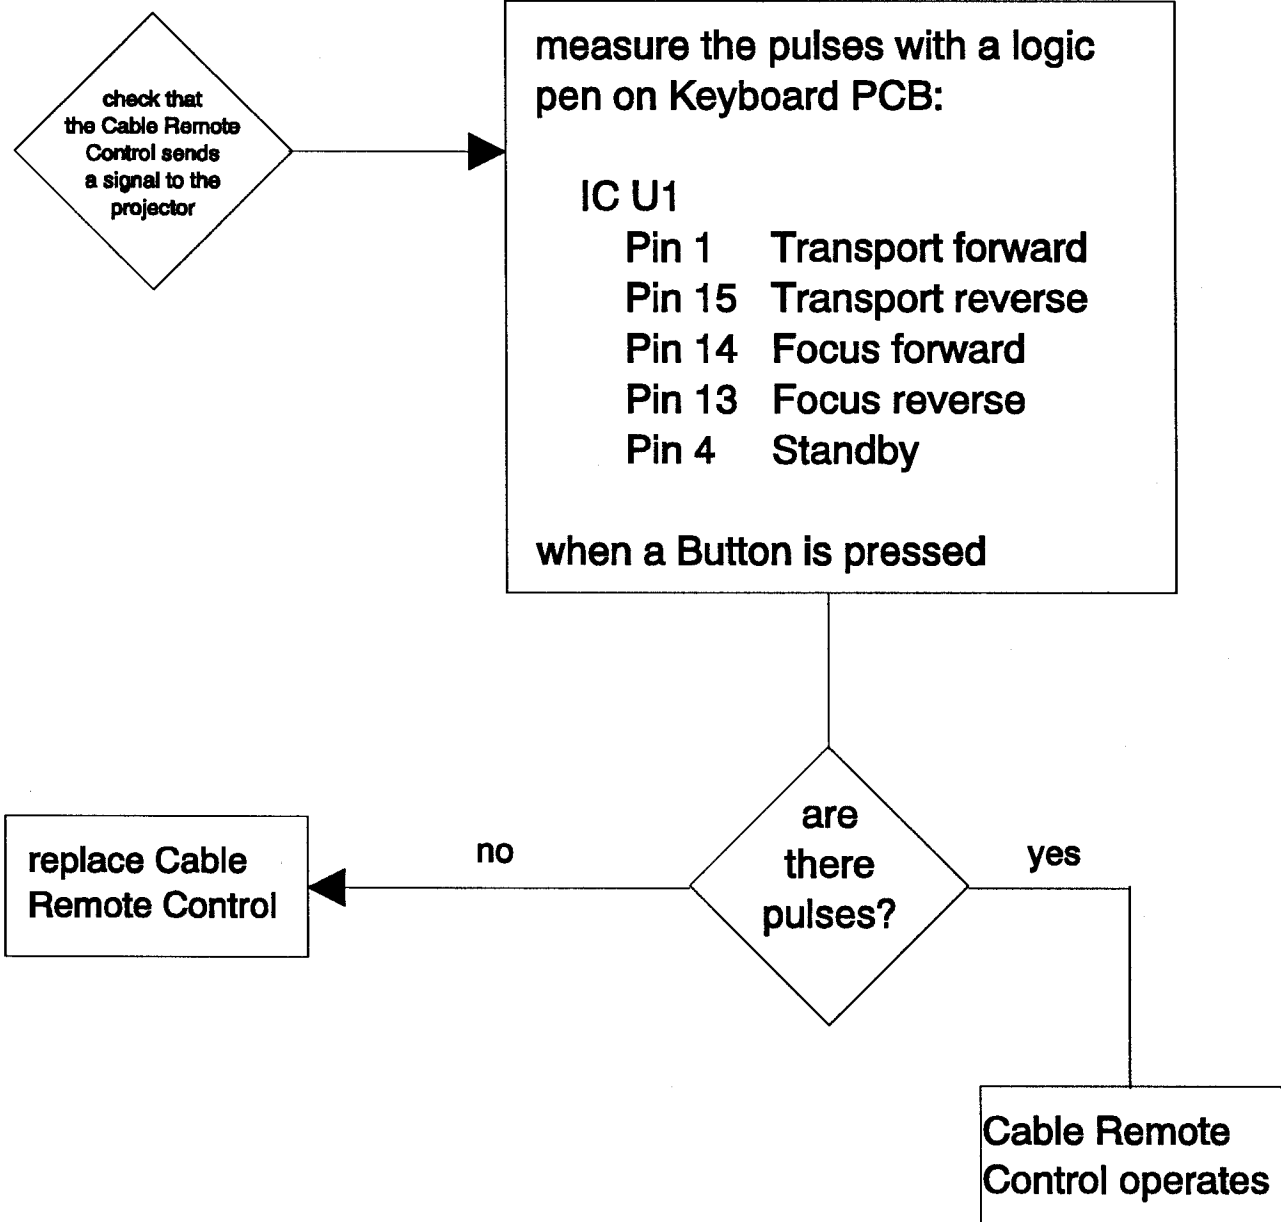 check that
the Cable Remote
Control sends
a signal to the
projector
measure the pulses with a logic
pen on Keyboard PCB:
IC U1
Pin 1 Transport forward
Pin 15 Transport reverse
Pin 14 Focus forward
Pin 13 Focus reverse
Pin 4 Standby
when a Button is pressed
are
there
pulses?
no
yes
replace Cable
Remote Control
Cable Remote
Control operates